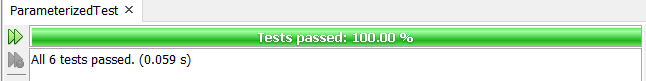 ParameterizedTest
Tests passed: 100.00 %
All 6 tests passed. (0.059 s)